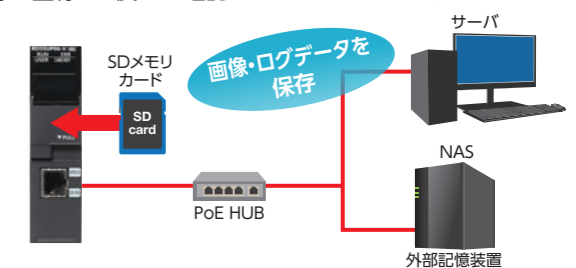 サーバ
SDメモリ
カード
画像・ログデータを
保存
SD
card
NAS
PoE HUB
外部記憶装置